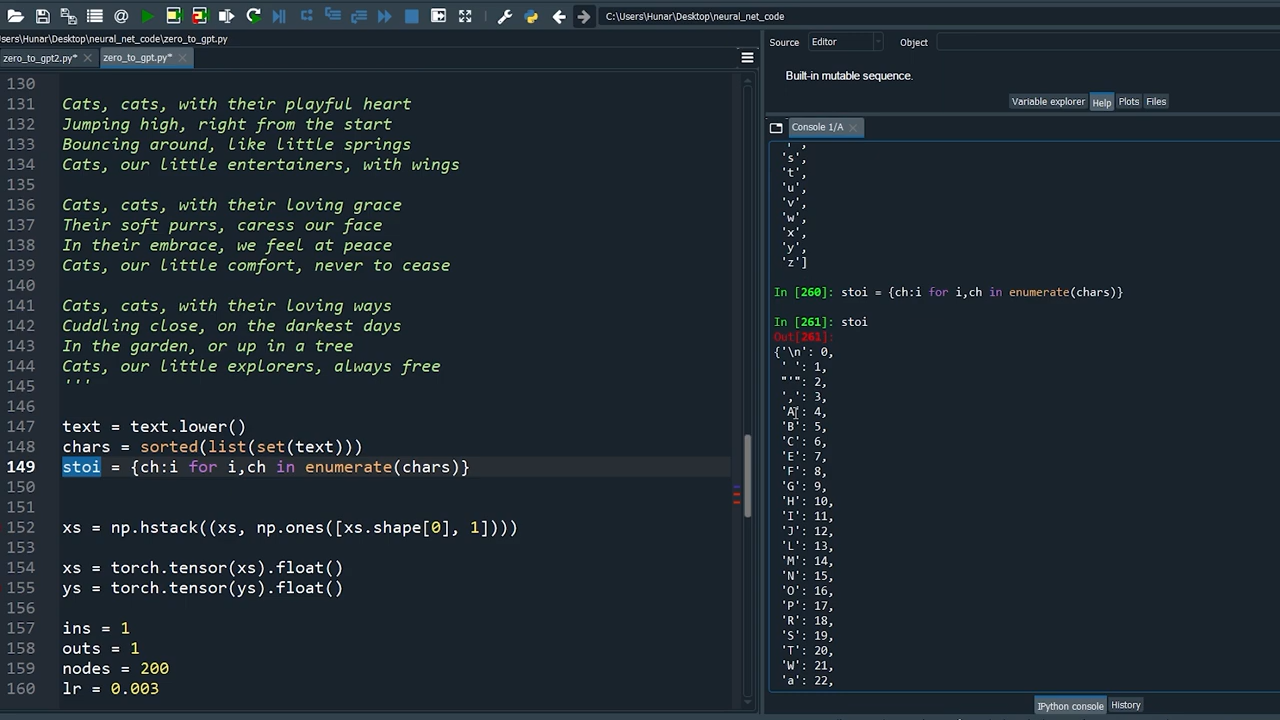 C:\Users\Hunar\Desktop\neural_net_code
sers\Hunar\Desktop\neural_net_code\zero_to_gpt.py
zero_to_gpt2.py*
zero_to_gpt.py*
130
131 Cats, cats, with their playful heart
132 Jumping high, right from the start
133 Bouncing around, like little springs
134 Cats, our little entertainers, with wings
135
136 Cats, cats, with their loving grace
137 Their soft purrs, caress our face
138 In their embrace, we feel at peace
139 Cats, our little comfort, never to cease
140
141 Cats, cats, with their loving ways
142 Cuddling close, on the darkest days
143 In the garden, or up in a tree
144 Cats, our little explorers, always free
145 '''
146
147 text = text.lower()
148 chars = sorted(list(set(text)))
149 stoi = {ch:i for i,ch in enumerate(chars)}
150
151
152 xs = np.hstack((xs, np.ones([xs.shape[0], 1])))
153
154 xs = torch.tensor(xs).float()
155 ys = torch.tensor(ys).float()
156
157 ins = 1
158 outs = 1
159 nodes = 200
160 lr = 0.003
Source Editor Object
Built-in mutable sequence.
Variable explorer Help Plots Files
Console 1/A
's',
't',
'u',
'v',
'w',
'x',
'y',
'z']
In [260]: stoi = {ch:i for i,ch in enumerate(chars)}
In [261]: stoi
Out[261]:
{'\n': 0,
' ': 1,
"'": 2,
',': 3,
'A': 4,
'B': 5,
'C': 6,
'E': 7,
'F': 8,
'G': 9,
'H': 10,
'I': 11,
'J': 12,
'L': 13,
'M': 14,
'N': 15,
'O': 16,
'P': 17,
'R': 18,
'S': 19,
'T': 20,
'W': 21,
'a': 22,
IPython console History